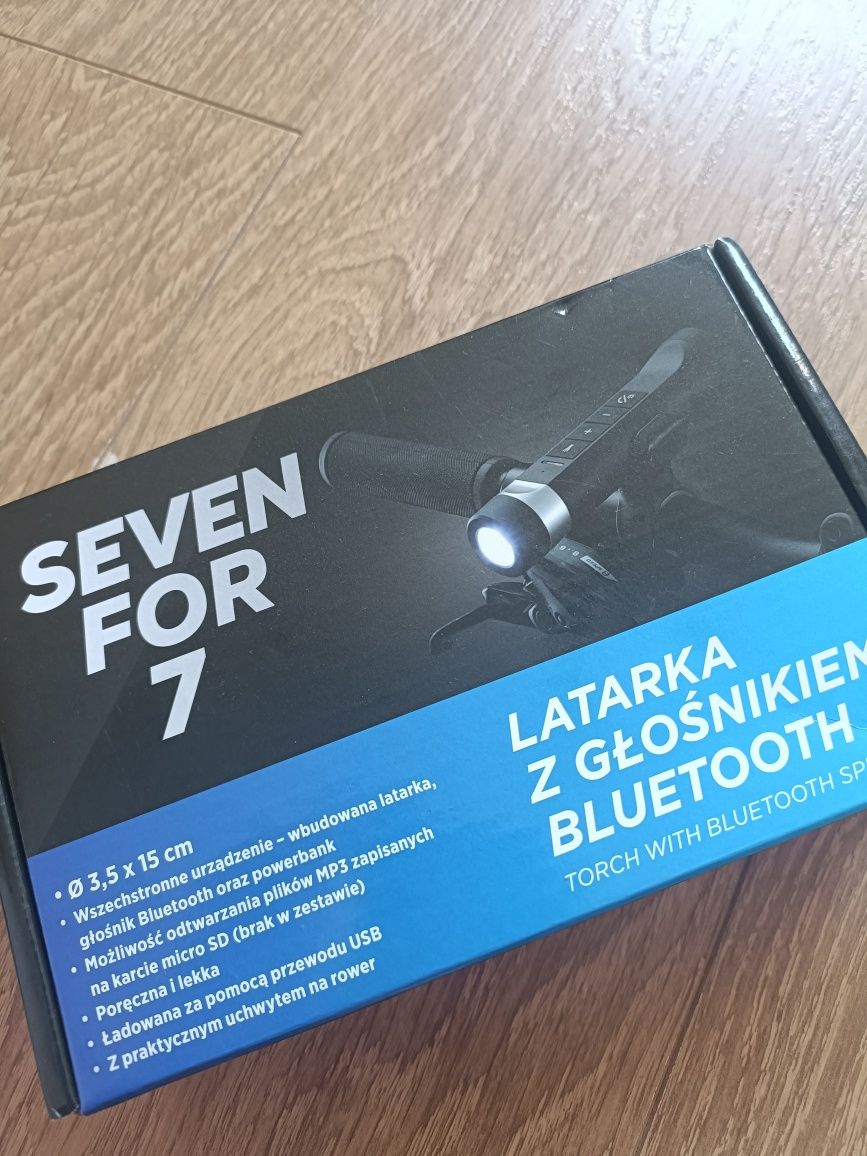 SEVEN
FOR
7
LATARKA
Z GŁOŚNIKIEM
BLUETOOTH
TORCH WITH BLUETOOTH
• Ø 3,5 x 15 cm
• Wszechstronne urządzenie – wbudowana latarka,
głośnik Bluetooth oraz powerbank
• Możliwość odtwarzania plików MP3 zapisanych
na karcie micro SD (brak w zestawie)
• Poręczna i lekka
• Ładowana za pomocą przewodu USB
• Z praktycznym uchwytem na rower